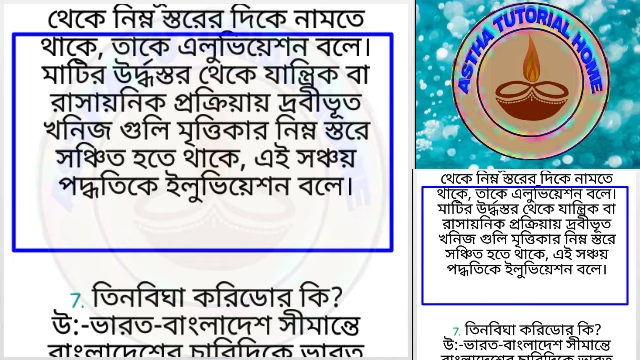 থেকে নিম্ন স্তরের দিকে নামতে
থাকে, তাকে এলুভিয়েশন বলে।
মাটির উর্দ্ধস্তর থেকে যান্ত্রিক বা
রাসায়নিক প্রক্রিয়ায় দ্রবীভূত
খনিজ গুলি মৃত্তিকার নিম্ন স্তরে
সঞ্চিত হতে থাকে, এই সঞ্চয়
পদ্ধতিকে ইলুভিয়েশন বলে।
7. তিনবিঘা করিডোর কি?
উ:-ভারত-বাংলাদেশ সীমান্তে
বাংলাদেশের চারিদিকে ভারত
ASTHA TUTORIAL HOME
থেকে নিম্ন স্তরের দিকে নামতে
থাকে, তাকে এলুভিয়েশন বলে।
মাটির উর্দ্ধস্তর থেকে যান্ত্রিক বা
রাসায়নিক প্রক্রিয়ায় দ্রবীভূত
খনিজ গুলি মৃত্তিকার নিম্ন স্তরে
সঞ্চিত হতে থাকে, এই সঞ্চয়
পদ্ধতিকে ইলুভিয়েশন বলে।
7. তিনবিঘা করিডোর কি?
উ:-ভারত-বাংলাদেশ সীমান্তে
বাংলাদেশের চারিদিকে ভারত